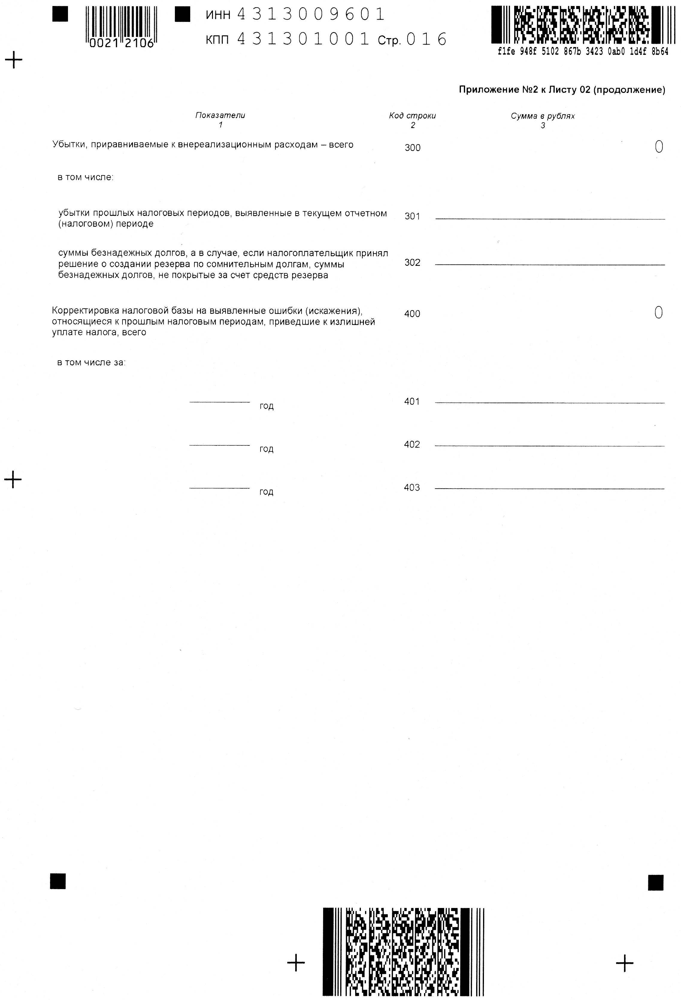 ИНН 4313009601
0021 2106
КПП 431301001 Стр. 016
f1fe 948f 5102 867b 3423 0ab0 1d4f 8b64
Приложение №2 к Листу 02 (продолжение)
Показатели Код строки Сумма в рублях
1 2 3
Убытки, приравниваемые к внереализационным расходам – всего 300 0
в том числе:
убытки прошлых налоговых периодов, выявленные в текущем отчетном 301
(налоговом) периоде
суммы безнадежных долгов, а в случае, если налогоплательщик принял
решение о создании резерва по сомнительным долгам, суммы 302
безнадежных долгов, не покрытые за счет средств резерва
Корректировка налоговой базы на выявленные ошибки (искажения), 400 0
относящиеся к прошлым налоговым периодам, приведшие к излишней
уплате налога, всего
в том числе за:
год 401
год 402
год 403